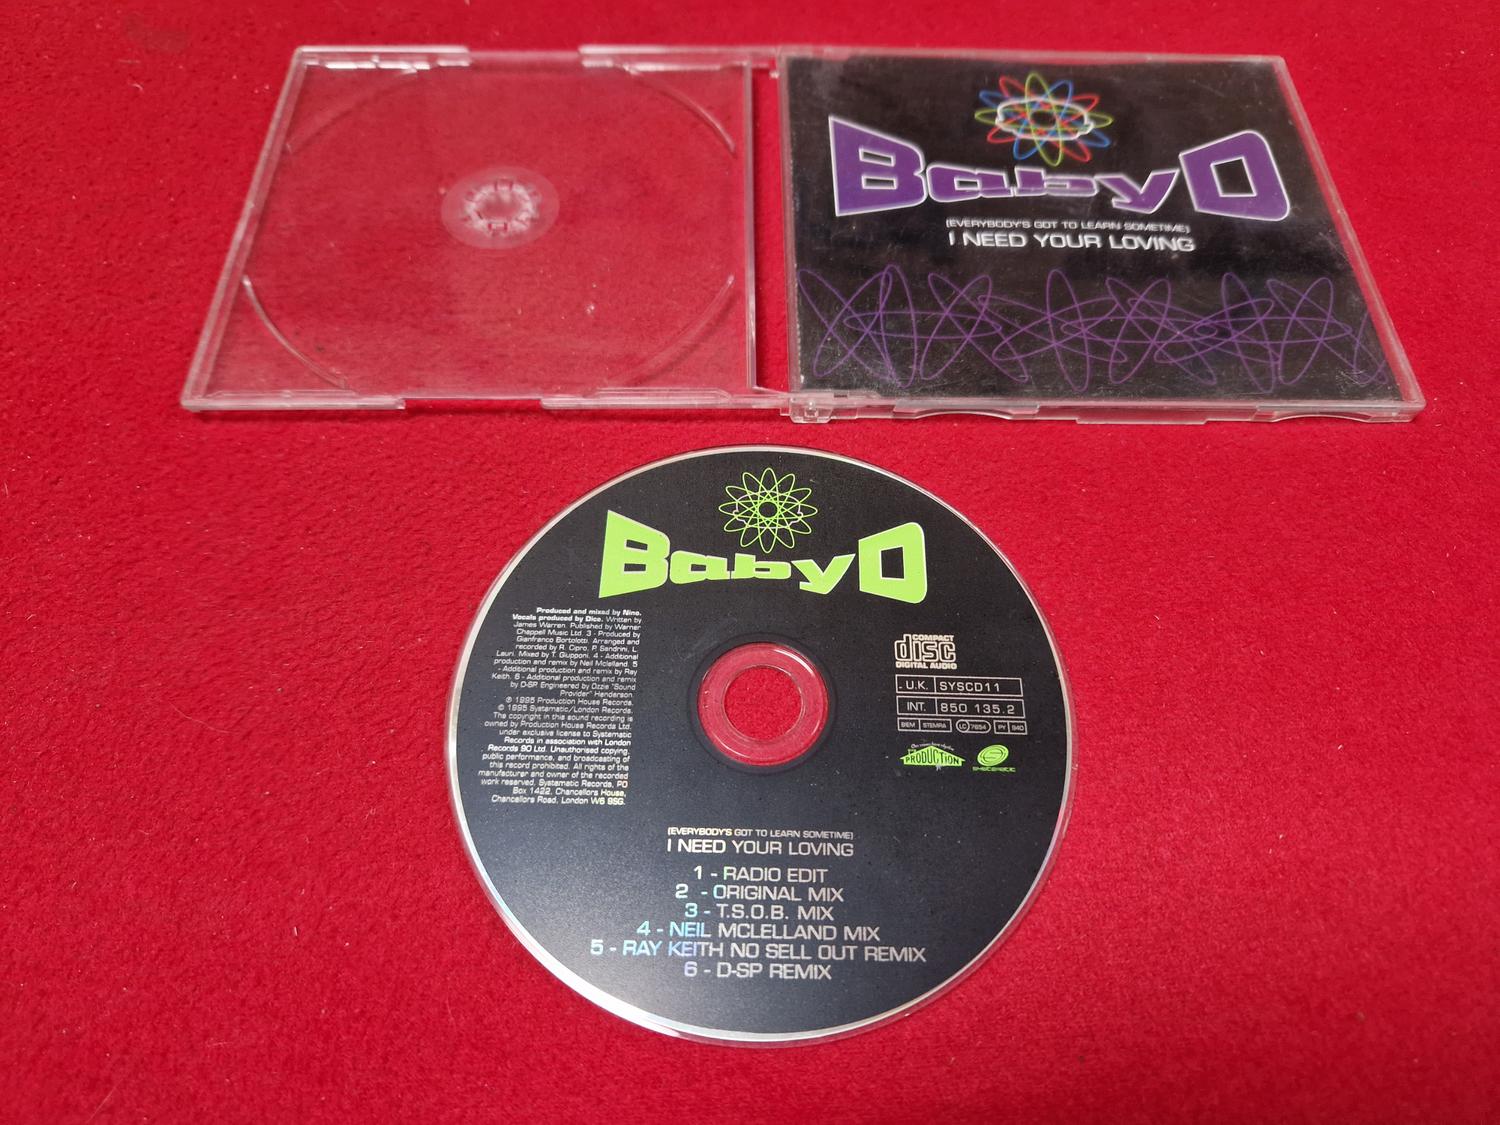 Baby D
(EVERYBODY'S GOT TO LEARN SOMETIME)
I NEED YOUR LOVING
Baby D
Produced and mixed by Nino.
Vocals produced by Dice. Written by
James Warren. Published by Warner
Chappell Music Ltd. 3 - Produced by
Gianfranco Bortolotti. Arranged and
recorded by R. Cipro, P. Sandrini, L.
Lauri. Mixed by T. Giupponi. 4 - Additional
production and remix by Neil Mclelland. 5
- Additional production and remix by Ray
Keith. 6 - Additional production and remix
by D-SP Engineered by Ozzie "Sound
Provider" Henderson.
℗ 1995 Production House Records.
© 1995 Systematic/London Records.
The copyright in this sound recording is
owned by Production House Records Ltd.
under exclusive license to Systematic
Records in association with London
Records 90 Ltd. Unauthorised copying,
public performance, and broadcasting of
this record prohibited. All rights of the
manufacturer and owner of the recorded
work reserved. Systematic Records, PO
Box 1422, Chancellors House,
Chancellors Road, London W6 9SG.
COMPACT
disc
DIGITAL AUDIO
U.K. SYSCD11
INT. 850 135.2
BIEM STEMRA LC 7654 PY 940
PRODUCTION
SYSTEMATIC
(EVERYBODY'S GOT TO LEARN SOMETIME)
I NEED YOUR LOVING
1 - RADIO EDIT
2 - ORIGINAL MIX
3 - T.S.O.B. MIX
4 - NEIL MCLELLAND MIX
5 - RAY KEITH NO SELL OUT REMIX
6 - D-SP REMIX